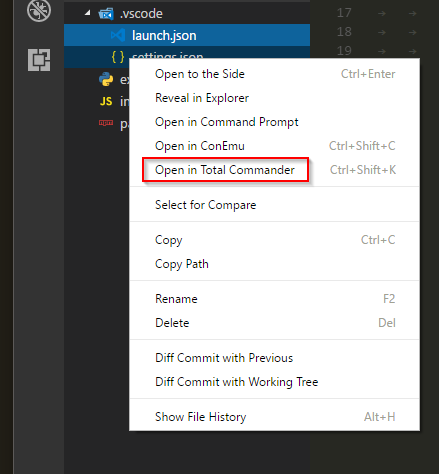 .vscode
launch.json
{ } settings.json
Open to the Side Ctrl+Enter
Reveal in Explorer
Open in Command Prompt
Open in ConEmu Ctrl+Shift+C
Open in Total Commander Ctrl+Shift+K
Select for Compare
Copy Ctrl+C
Copy Path
Rename F2
Delete Del
Diff Commit with Previous
Diff Commit with Working Tree
Show File History Alt+H
ex
JS in
pa
17
18
19